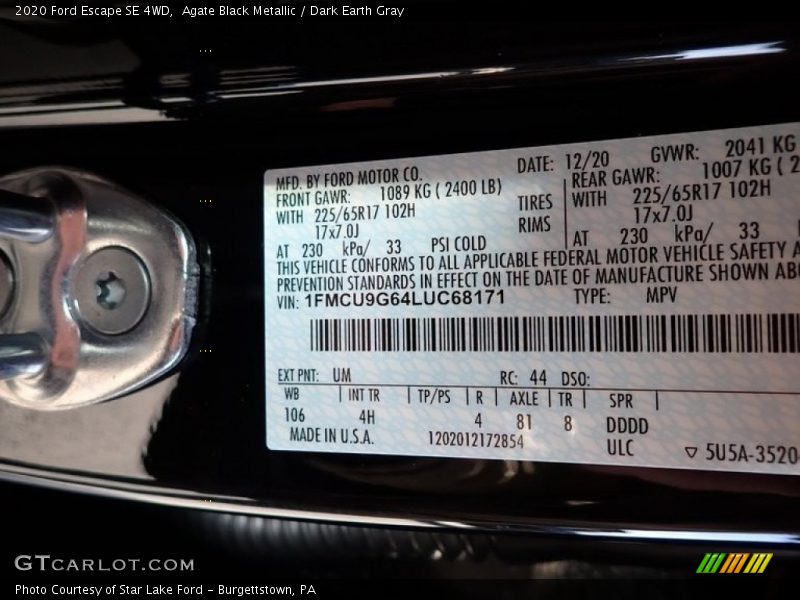 2020 Ford Escape SE 4WD, Agate Black Metallic / Dark Earth Gray
MFD. BY FORD MOTOR CO. DATE: 12/20 GVWR: 2041 KG
FRONT GAWR: 1089 KG ( 2400 LB) REAR GAWR: 1007 KG ( 2
WITH 225/65R17 102H TIRES WITH 225/65R17 102H
17x7.0J RIMS 17x7.0J
AT 230 kPa/ 33 PSI COLD AT 230 kPa/ 33
THIS VEHICLE CONFORMS TO ALL APPLICABLE FEDERAL MOTOR VEHICLE SAFETY A
PREVENTION STANDARDS IN EFFECT ON THE DATE OF MANUFACTURE SHOWN AB
VIN: 1FMCU9G64LUC68171 TYPE: MPV
EXT PNT: UM RC: 44 DSO:
WB INT TR TP/PS R AXLE TR SPR
106 4H 4 81 8 DDDD
MADE IN U.S.A. 1202012172854 ULC ▽ 5U5A-3520
GTCARLOT.COM
Photo Courtesy of Star Lake Ford - Burgettstown, PA